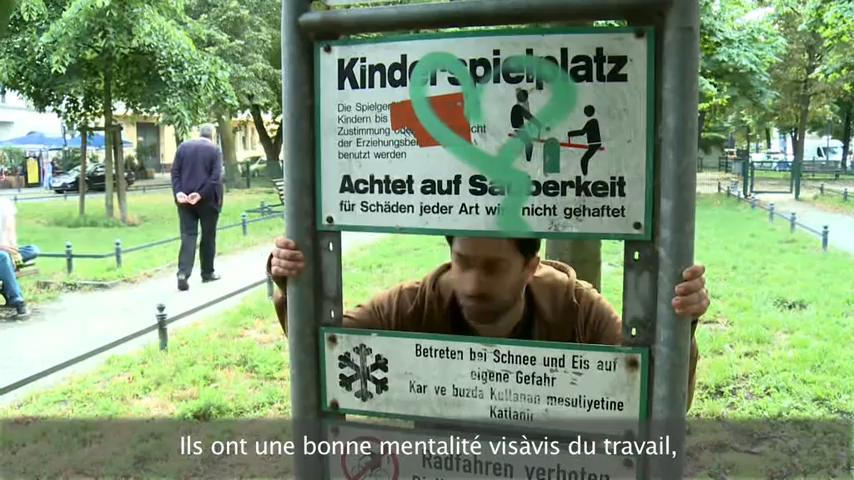 Kinderspielplatz
Die Spielger
Kindern bis
Zustimmung
der Erziehungsber
benutzt werden
Achtet auf Sauberkeit
für Schäden jeder Art wird nicht gehaftet
Betreten bei Schnee und Eis auf
eigene Gefahr
Kar ve buzda Kullanan mesuliyetine
Katlanir
Radfahren verboten
Ils ont une bonne mentalité visàvis du travail,